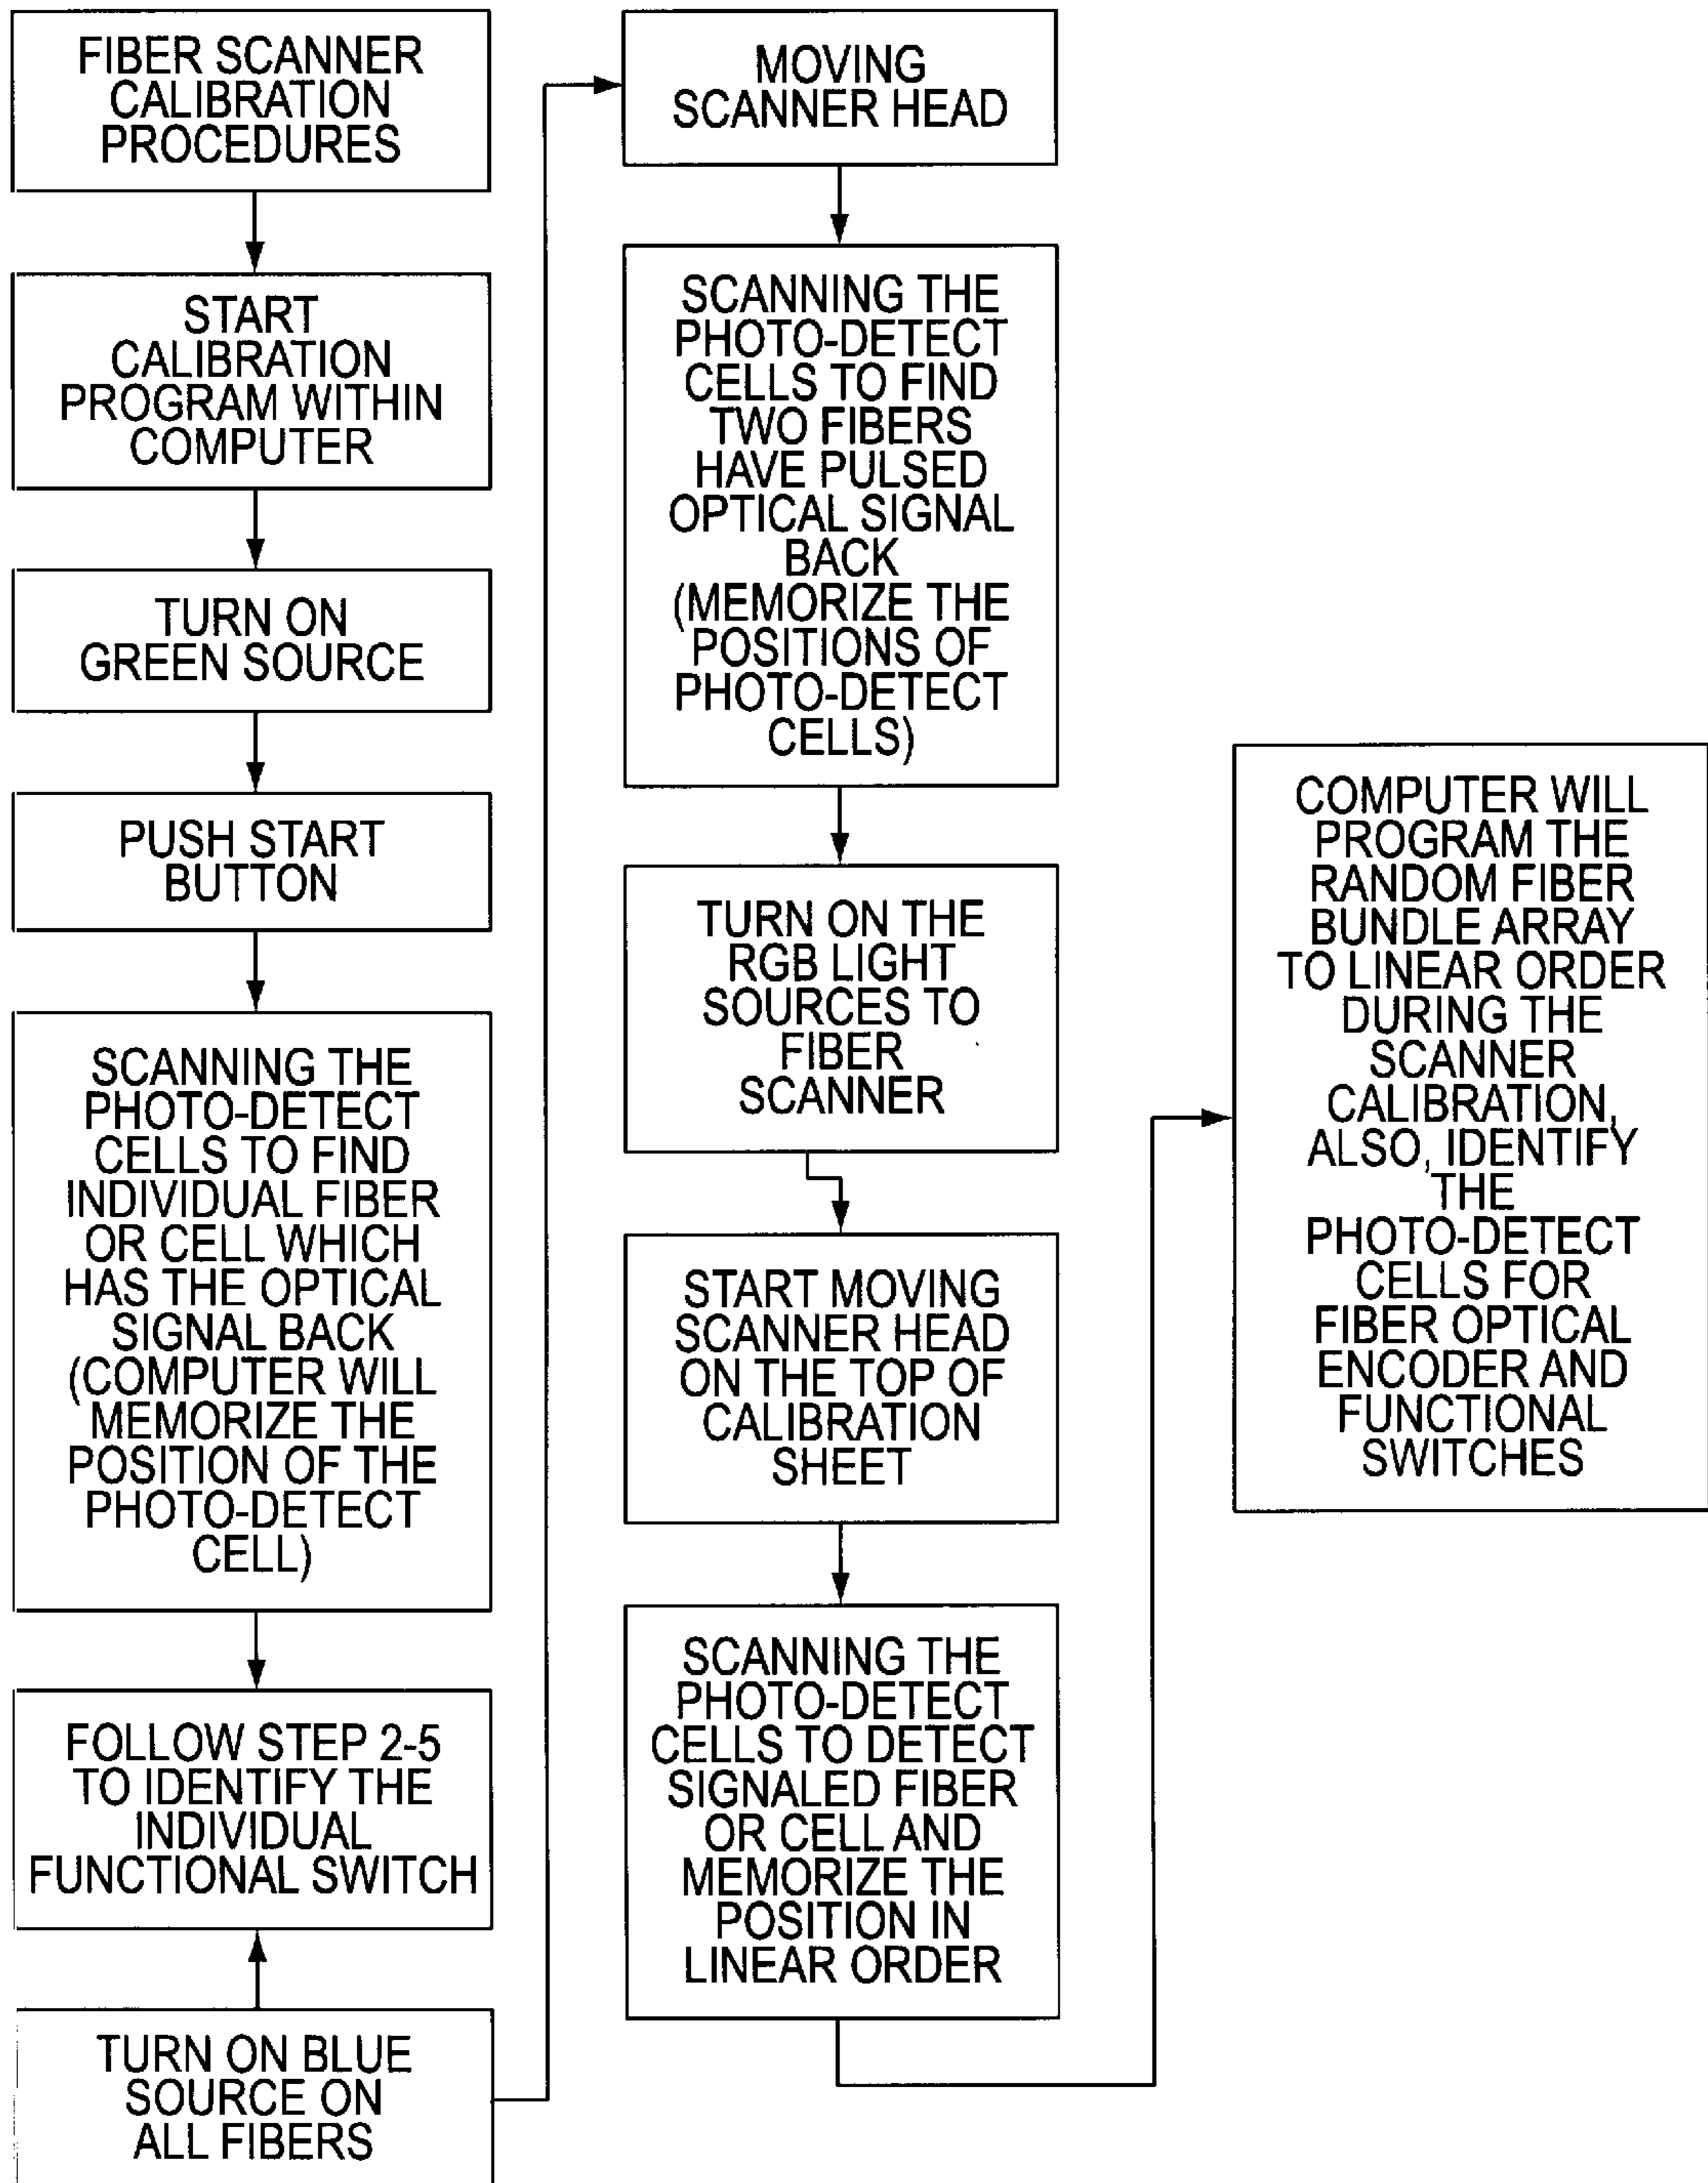 FIBER SCANNER
CALIBRATION
PROCEDURES
START
CALIBRATION
PROGRAM WITHIN
COMPUTER
TURN ON
GREEN SOURCE
PUSH START
BUTTON
SCANNING THE
PHOTO-DETECT
CELLS TO FIND
INDIVIDUAL FIBER
OR CELL WHICH
HAS THE OPTICAL
SIGNAL BACK
(COMPUTER WILL
MEMORIZE THE
POSITION OF THE
PHOTO-DETECT
CELL)
FOLLOW STEP 2-5
TO IDENTIFY THE
INDIVIDUAL
FUNCTIONAL SWITCH
TURN ON BLUE
SOURCE ON
ALL FIBERS
MOVING
SCANNER HEAD
SCANNING THE
PHOTO-DETECT
CELLS TO FIND
TWO FIBERS
HAVE PULSED
OPTICAL SIGNAL
BACK
(MEMORIZE THE
POSITIONS OF
PHOTO-DETECT
CELLS)
TURN ON THE
RGB LIGHT
SOURCES TO
FIBER
SCANNER
START MOVING
SCANNER HEAD
ON THE TOP OF
CALIBRATION
SHEET
SCANNING THE
PHOTO-DETECT
CELLS TO DETECT
SIGNALED FIBER
OR CELL AND
MEMORIZE THE
POSITION IN
LINEAR ORDER
COMPUTER WILL
PROGRAM THE
RANDOM FIBER
BUNDLE ARRAY
TO LINEAR ORDER
DURING THE
SCANNER
CALIBRATION,
ALSO, IDENTIFY
THE
PHOTO-DETECT
CELLS FOR
FIBER OPTICAL
ENCODER AND
FUNCTIONAL
SWITCHES